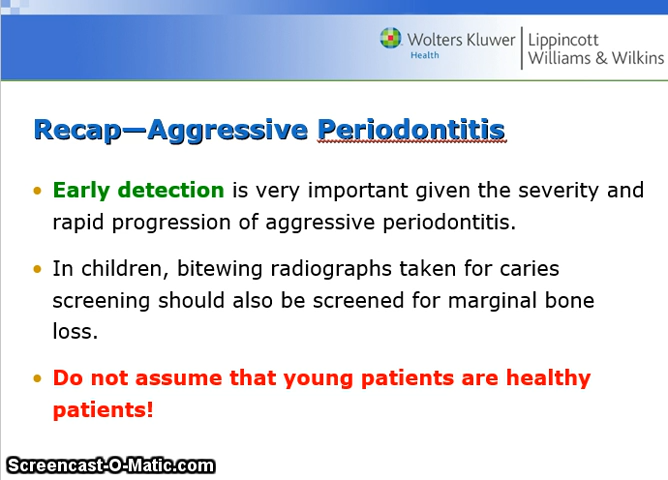 Wolters Kluwer
Health
Lippincott
Williams & Wilkins
Recap—Aggressive Periodontitis
• Early detection is very important given the severity and
rapid progression of aggressive periodontitis.
• In children, bitewing radiographs taken for caries
screening should also be screened for marginal bone
loss.
• Do not assume that young patients are healthy
patients!
Screencast-O-Matic.com